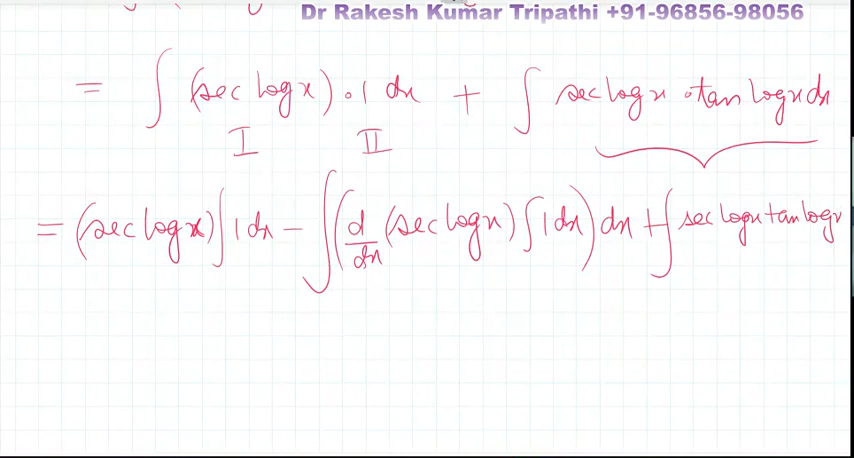 Dr Rakesh Kumar Tripathi +91-96856-98056
= ∫ (sec log x) . 1 dx + ∫ sec log x . tan log x dx
I II
= (sec log x) ∫ 1 dx - ∫ ( d/dx (sec log x) ∫ 1 dx ) dx + ∫ sec log x tan log x